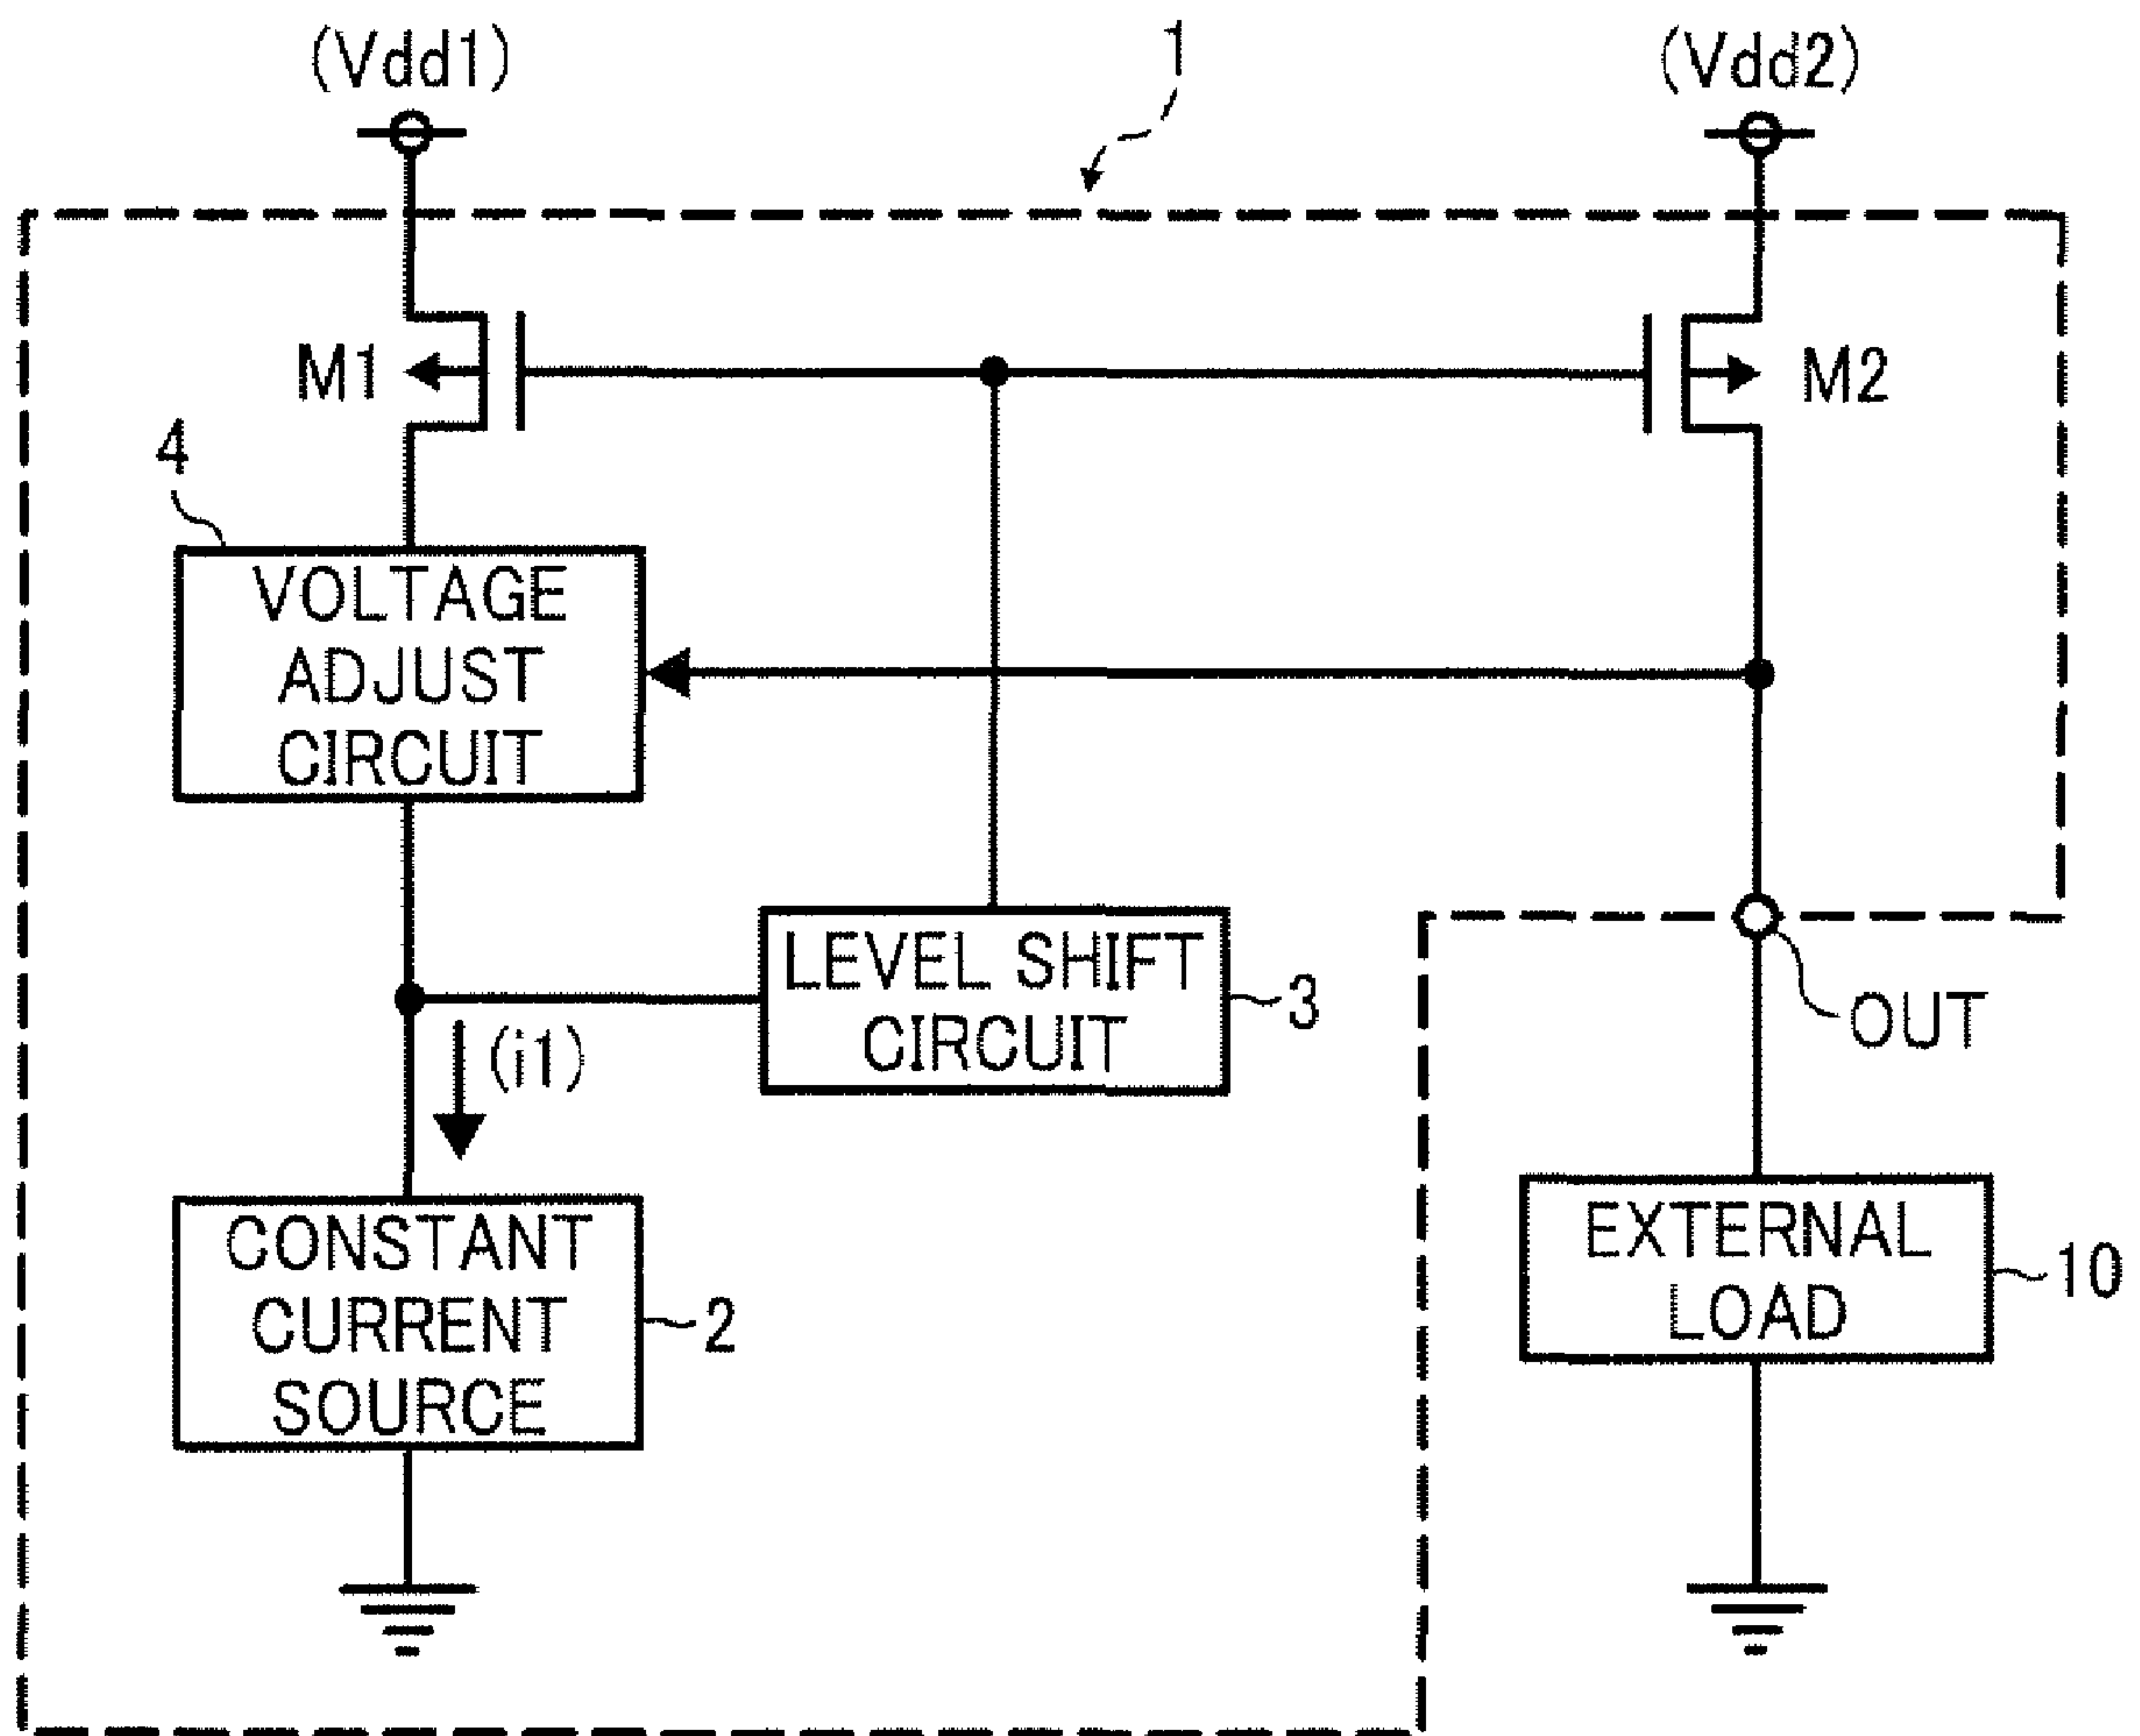 1
(Vdd1)
(Vdd2)
M1
M2
4
VOLTAGE
ADJUST
CIRCUIT
LEVEL SHIFT
CIRCUIT
3
OUT
(i1)
CONSTANT
CURRENT
SOURCE
2
EXTERNAL
LOAD
10